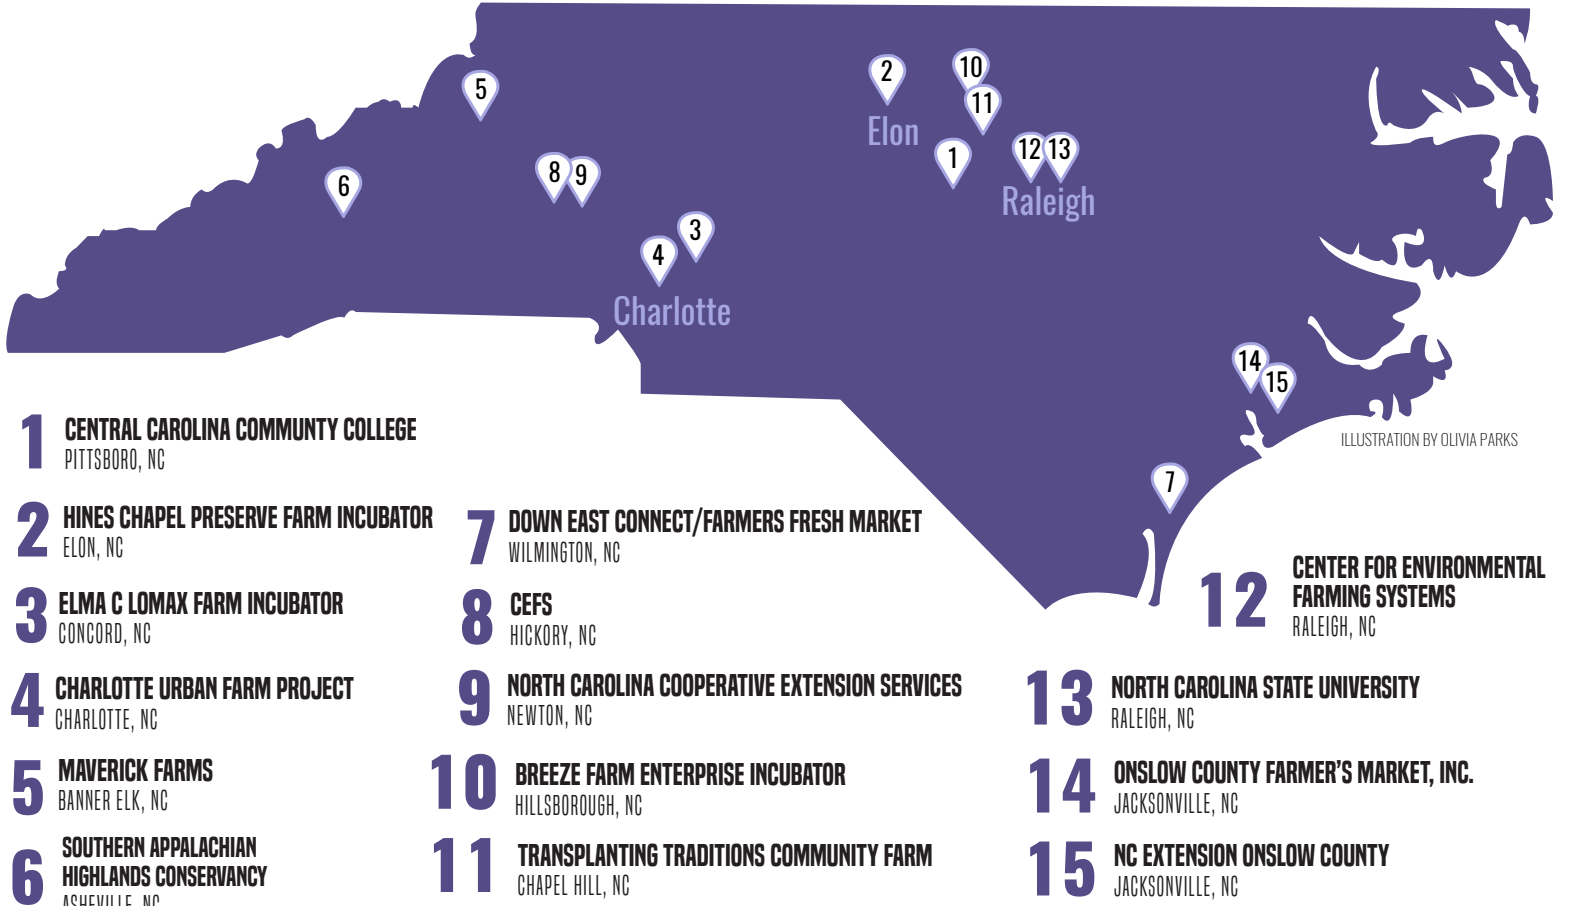 5
2
10
11
Elon
1
12
13
Raleigh
6
8
9
3
4
Charlotte
14
15
7
ILLUSTRATION BY OLIVIA PARKS
1
CENTRAL CAROLINA COMMUNTY COLLEGE
PITTSBORO, NC
2
HINES CHAPEL PRESERVE FARM INCUBATOR
ELON, NC
3
ELMA C LOMAX FARM INCUBATOR
CONCORD, NC
4
CHARLOTTE URBAN FARM PROJECT
CHARLOTTE, NC
5
MAVERICK FARMS
BANNER ELK, NC
6
SOUTHERN APPALACHIAN
HIGHLANDS CONSERVANCY
ASHEVILLE, NC
7
DOWN EAST CONNECT/FARMERS FRESH MARKET
WILMINGTON, NC
8
CEFS
HICKORY, NC
9
NORTH CAROLINA COOPERATIVE EXTENSION SERVICES
NEWTON, NC
10
BREEZE FARM ENTERPRISE INCUBATOR
HILLSBOROUGH, NC
11
TRANSPLANTING TRADITIONS COMMUNITY FARM
CHAPEL HILL, NC
12
CENTER FOR ENVIRONMENTAL
FARMING SYSTEMS
RALEIGH, NC
13
NORTH CAROLINA STATE UNIVERSITY
RALEIGH, NC
14
ONSLOW COUNTY FARMER'S MARKET, INC.
JACKSONVILLE, NC
15
NC EXTENSION ONSLOW COUNTY
JACKSONVILLE, NC